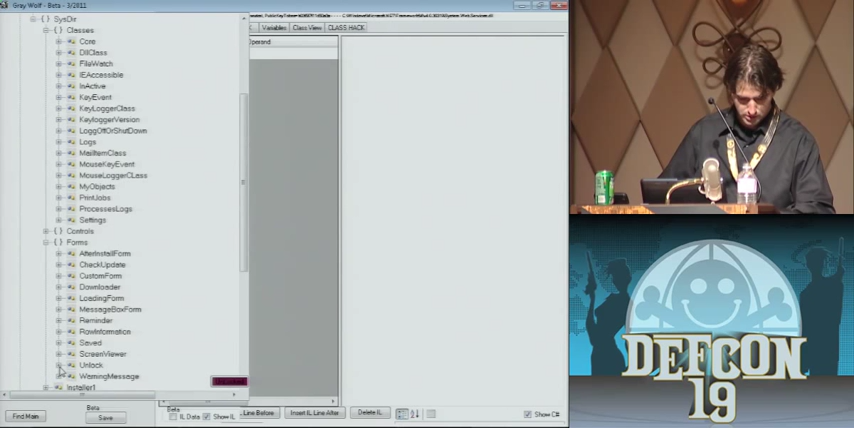 Gray Wolf - Beta - 3/2011
SysDir
Classes
Core
DllClass
FileWatch
IEAccessible
InActive
KeyEvent
KeyLoggerClass
KeyloggerVersion
LoggOffOrShutDown
Logs
MailItemClass
MouseKeyEvent
MouseLoggerClass
MyObjects
PrintJobs
ProcessesLogs
Settings
Controls
Forms
AfterInstallForm
CheckUpdate
CustomForm
Downloader
LoadingForm
MessageBoxForm
Reminder
RowInformation
Saved
ScreenViewer
Unlock
WarningMessage
Installer1
Variables
Class View
CLASS HACK
Operand
Find Main
Beta
Save
Beta
IL Data
Show IL
Line Before
Insert IL Line After
Delete IL
Show C#
DEFCON
19